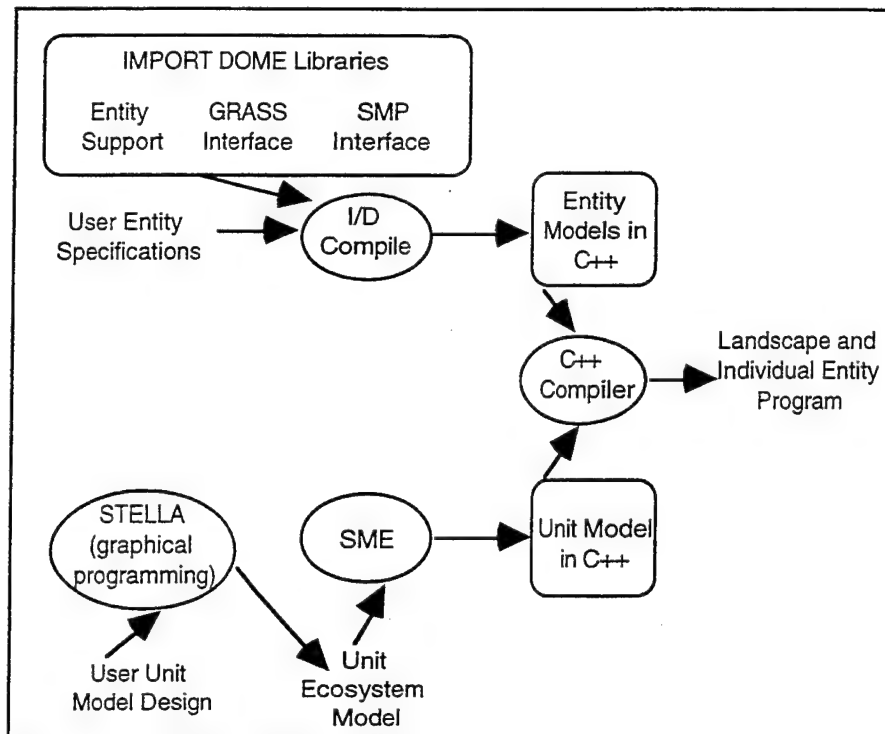 IMPORT DOME Libraries
Entity
Support
GRASS
Interface
SMP
Interface
User Entity
Specifications
I/D
Compile
Entity
Models in
C++
C++
Compiler
Landscape and
Individual Entity
Program
STELLA
(graphical
programming)
SME
Unit Model
in C++
User Unit
Model Design
Unit
Ecosystem
Model